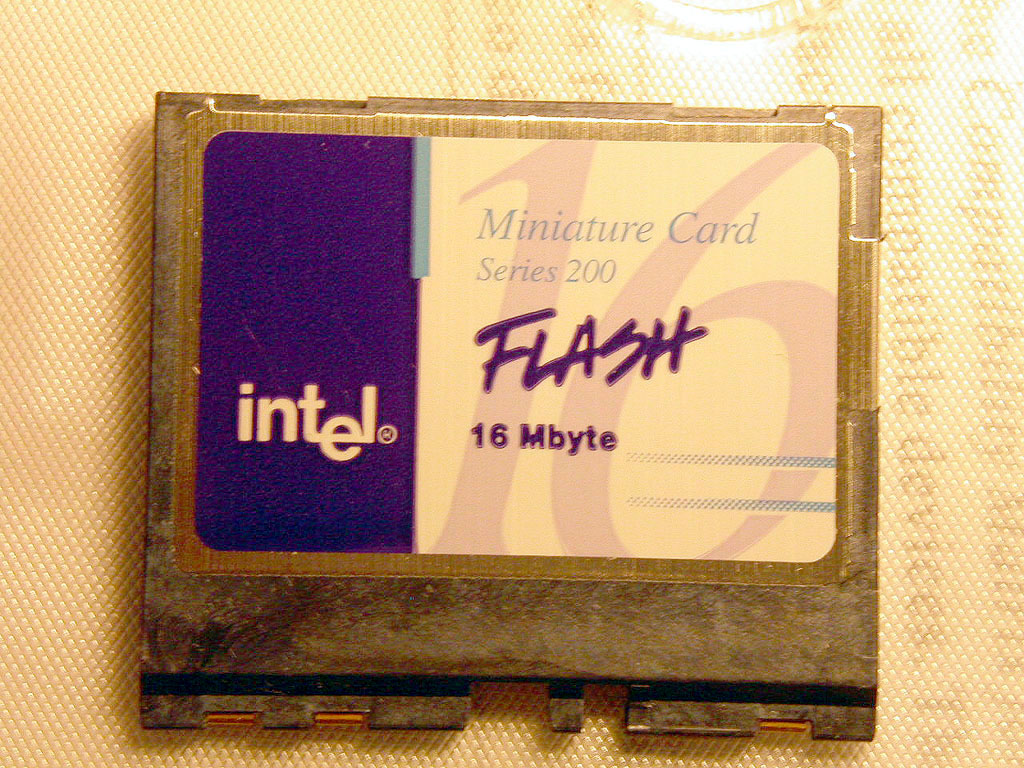 16
Miniature Card
Series 200
FLASH
intel®
16 Mbyte